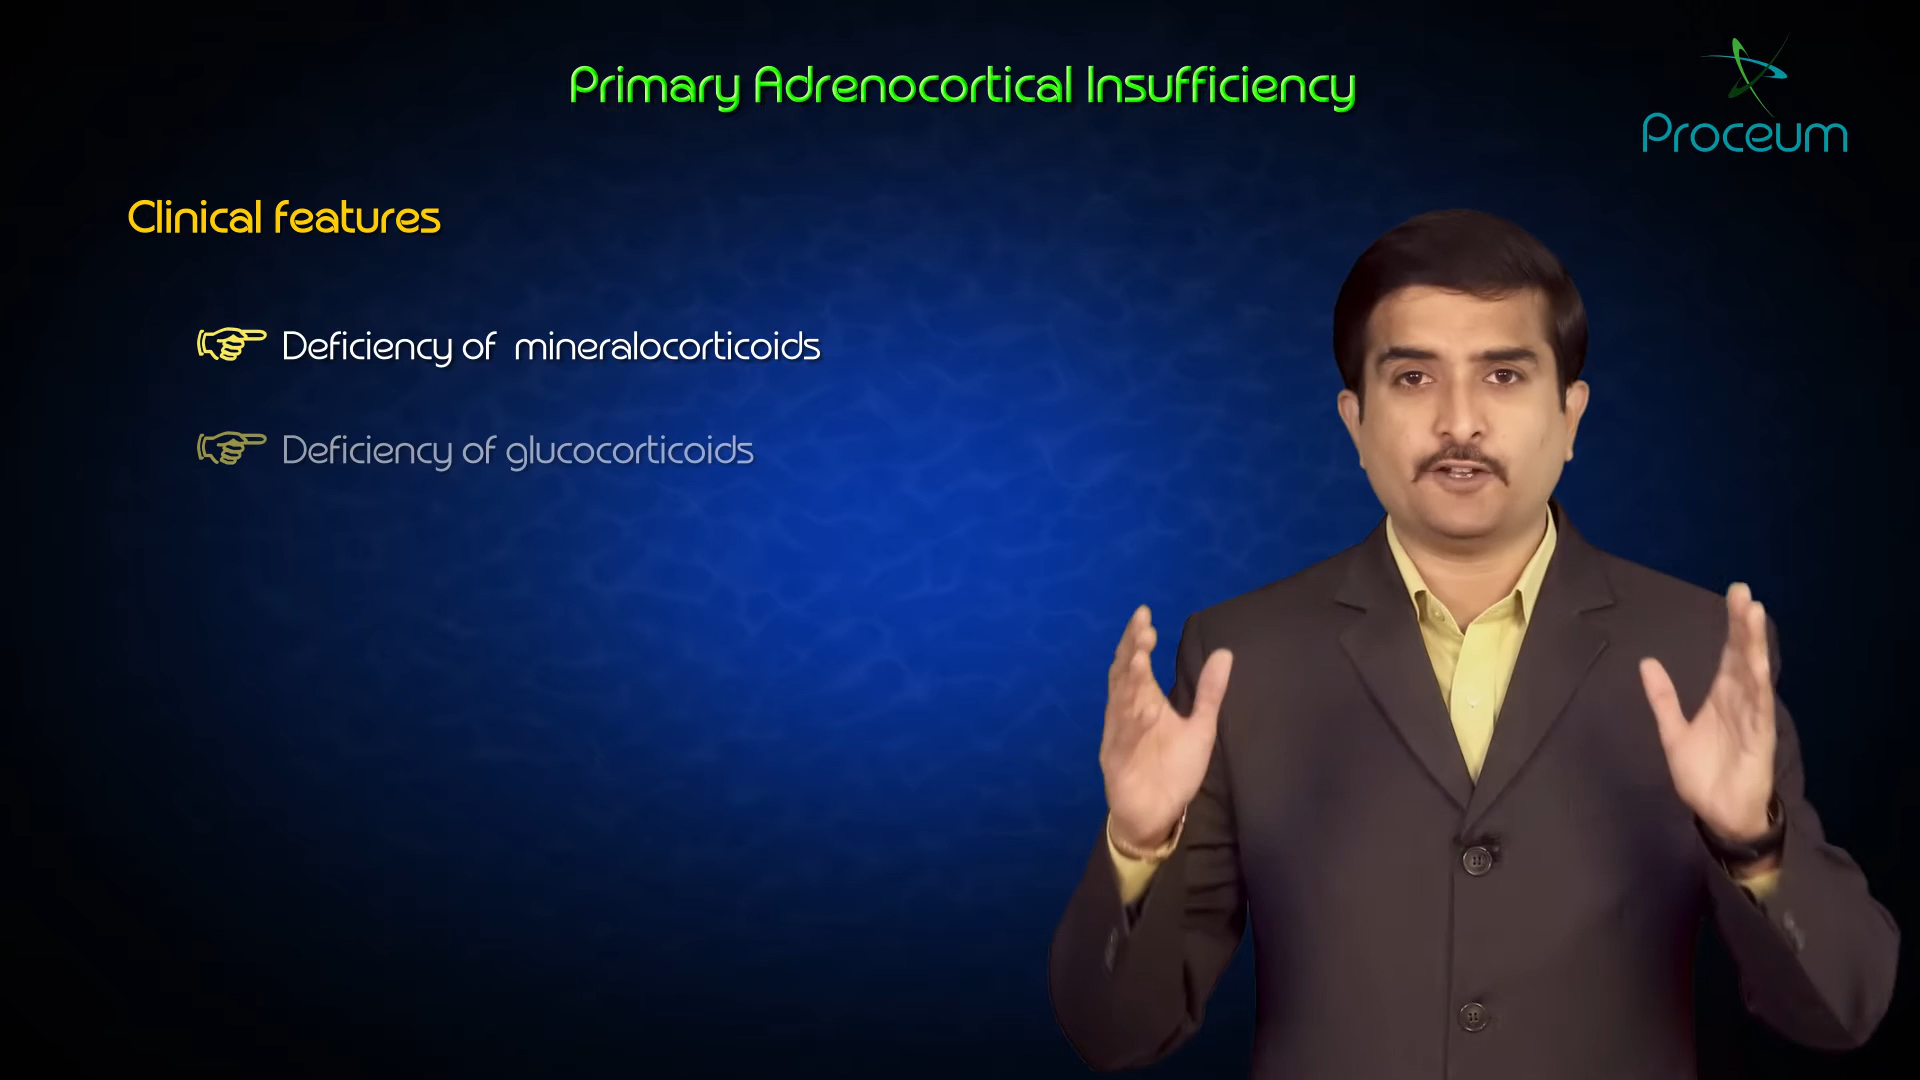 Primary Adrenocortical Insufficiency
Proceum
Clinical features
Deficiency of mineralocorticoids
Deficiency of glucocorticoids